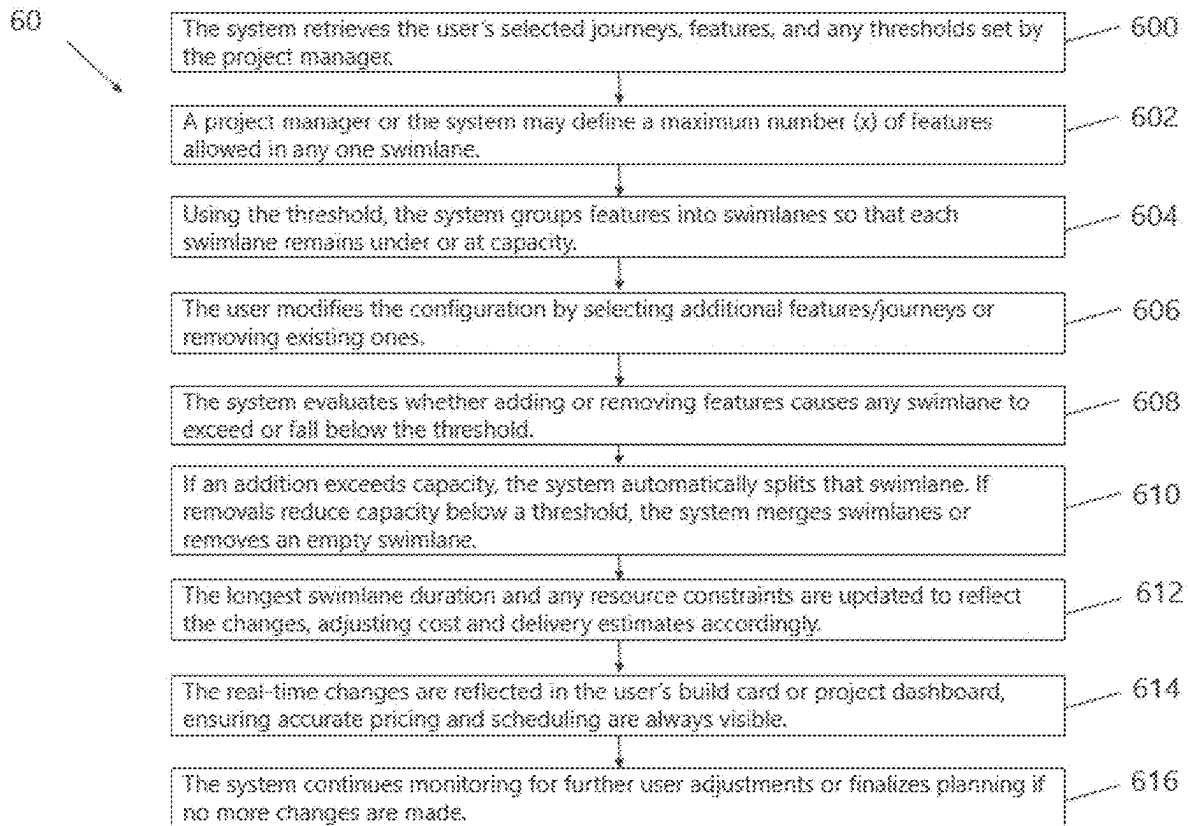 60
The system retrieves the user's selected journeys, features, and any thresholds set by
the project manager.
600
A project manager or the system may define a maximum number (x) of features
allowed in any one swimlane.
602
Using the threshold, the system groups features into swimlanes so that each
swimlane remains under or at capacity.
604
The user modifies the configuration by selecting additional features/journeys or
removing existing ones.
606
The system evaluates whether adding or removing features causes any swimlane to
exceed or fall below the threshold.
608
If an addition exceeds capacity, the system automatically splits that swimlane. If
removals reduce capacity below a threshold, the system merges swimlanes or
removes an empty swimlane.
610
The longest swimlane duration and any resource constraints are updated to reflect
the changes, adjusting cost and delivery estimates accordingly.
612
The real-time changes are reflected in the user's build card or project dashboard,
ensuring accurate pricing and scheduling are always visible.
614
The system continues monitoring for further user adjustments or finalizes planning if
no more changes are made.
616